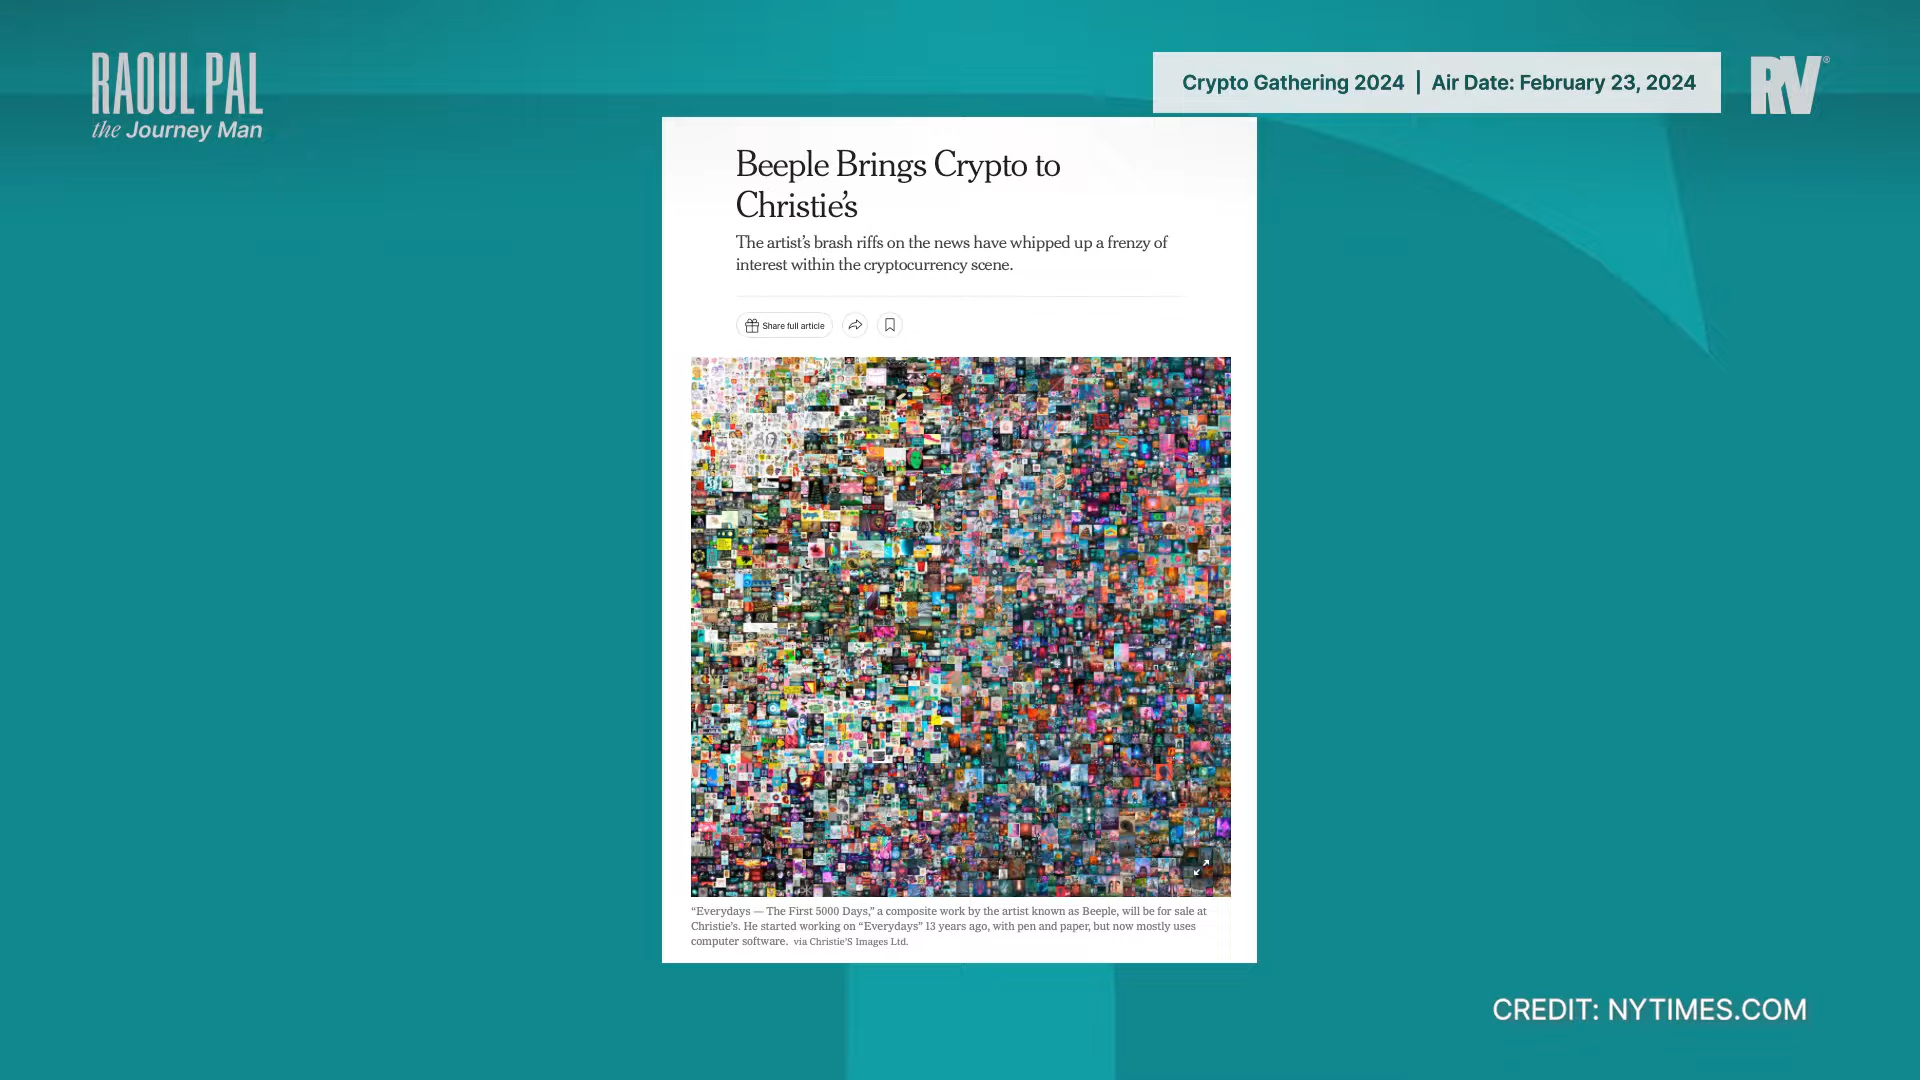 RAOUL PAL
the Journey Man
Crypto Gathering 2024 | Air Date: February 23, 2024
RV®
Beeple Brings Crypto to
Christie’s
The artist’s brash riffs on the news have whipped up a frenzy of
interest within the cryptocurrency scene.
Share full article
“Everydays — The First 5000 Days,” a composite work by the artist known as Beeple, will be for sale at
Christie’s. He started working on “Everydays” 13 years ago, with pen and paper, but now mostly uses
computer software. via Christie’S Images Ltd.
CREDIT: NYTIMES.COM